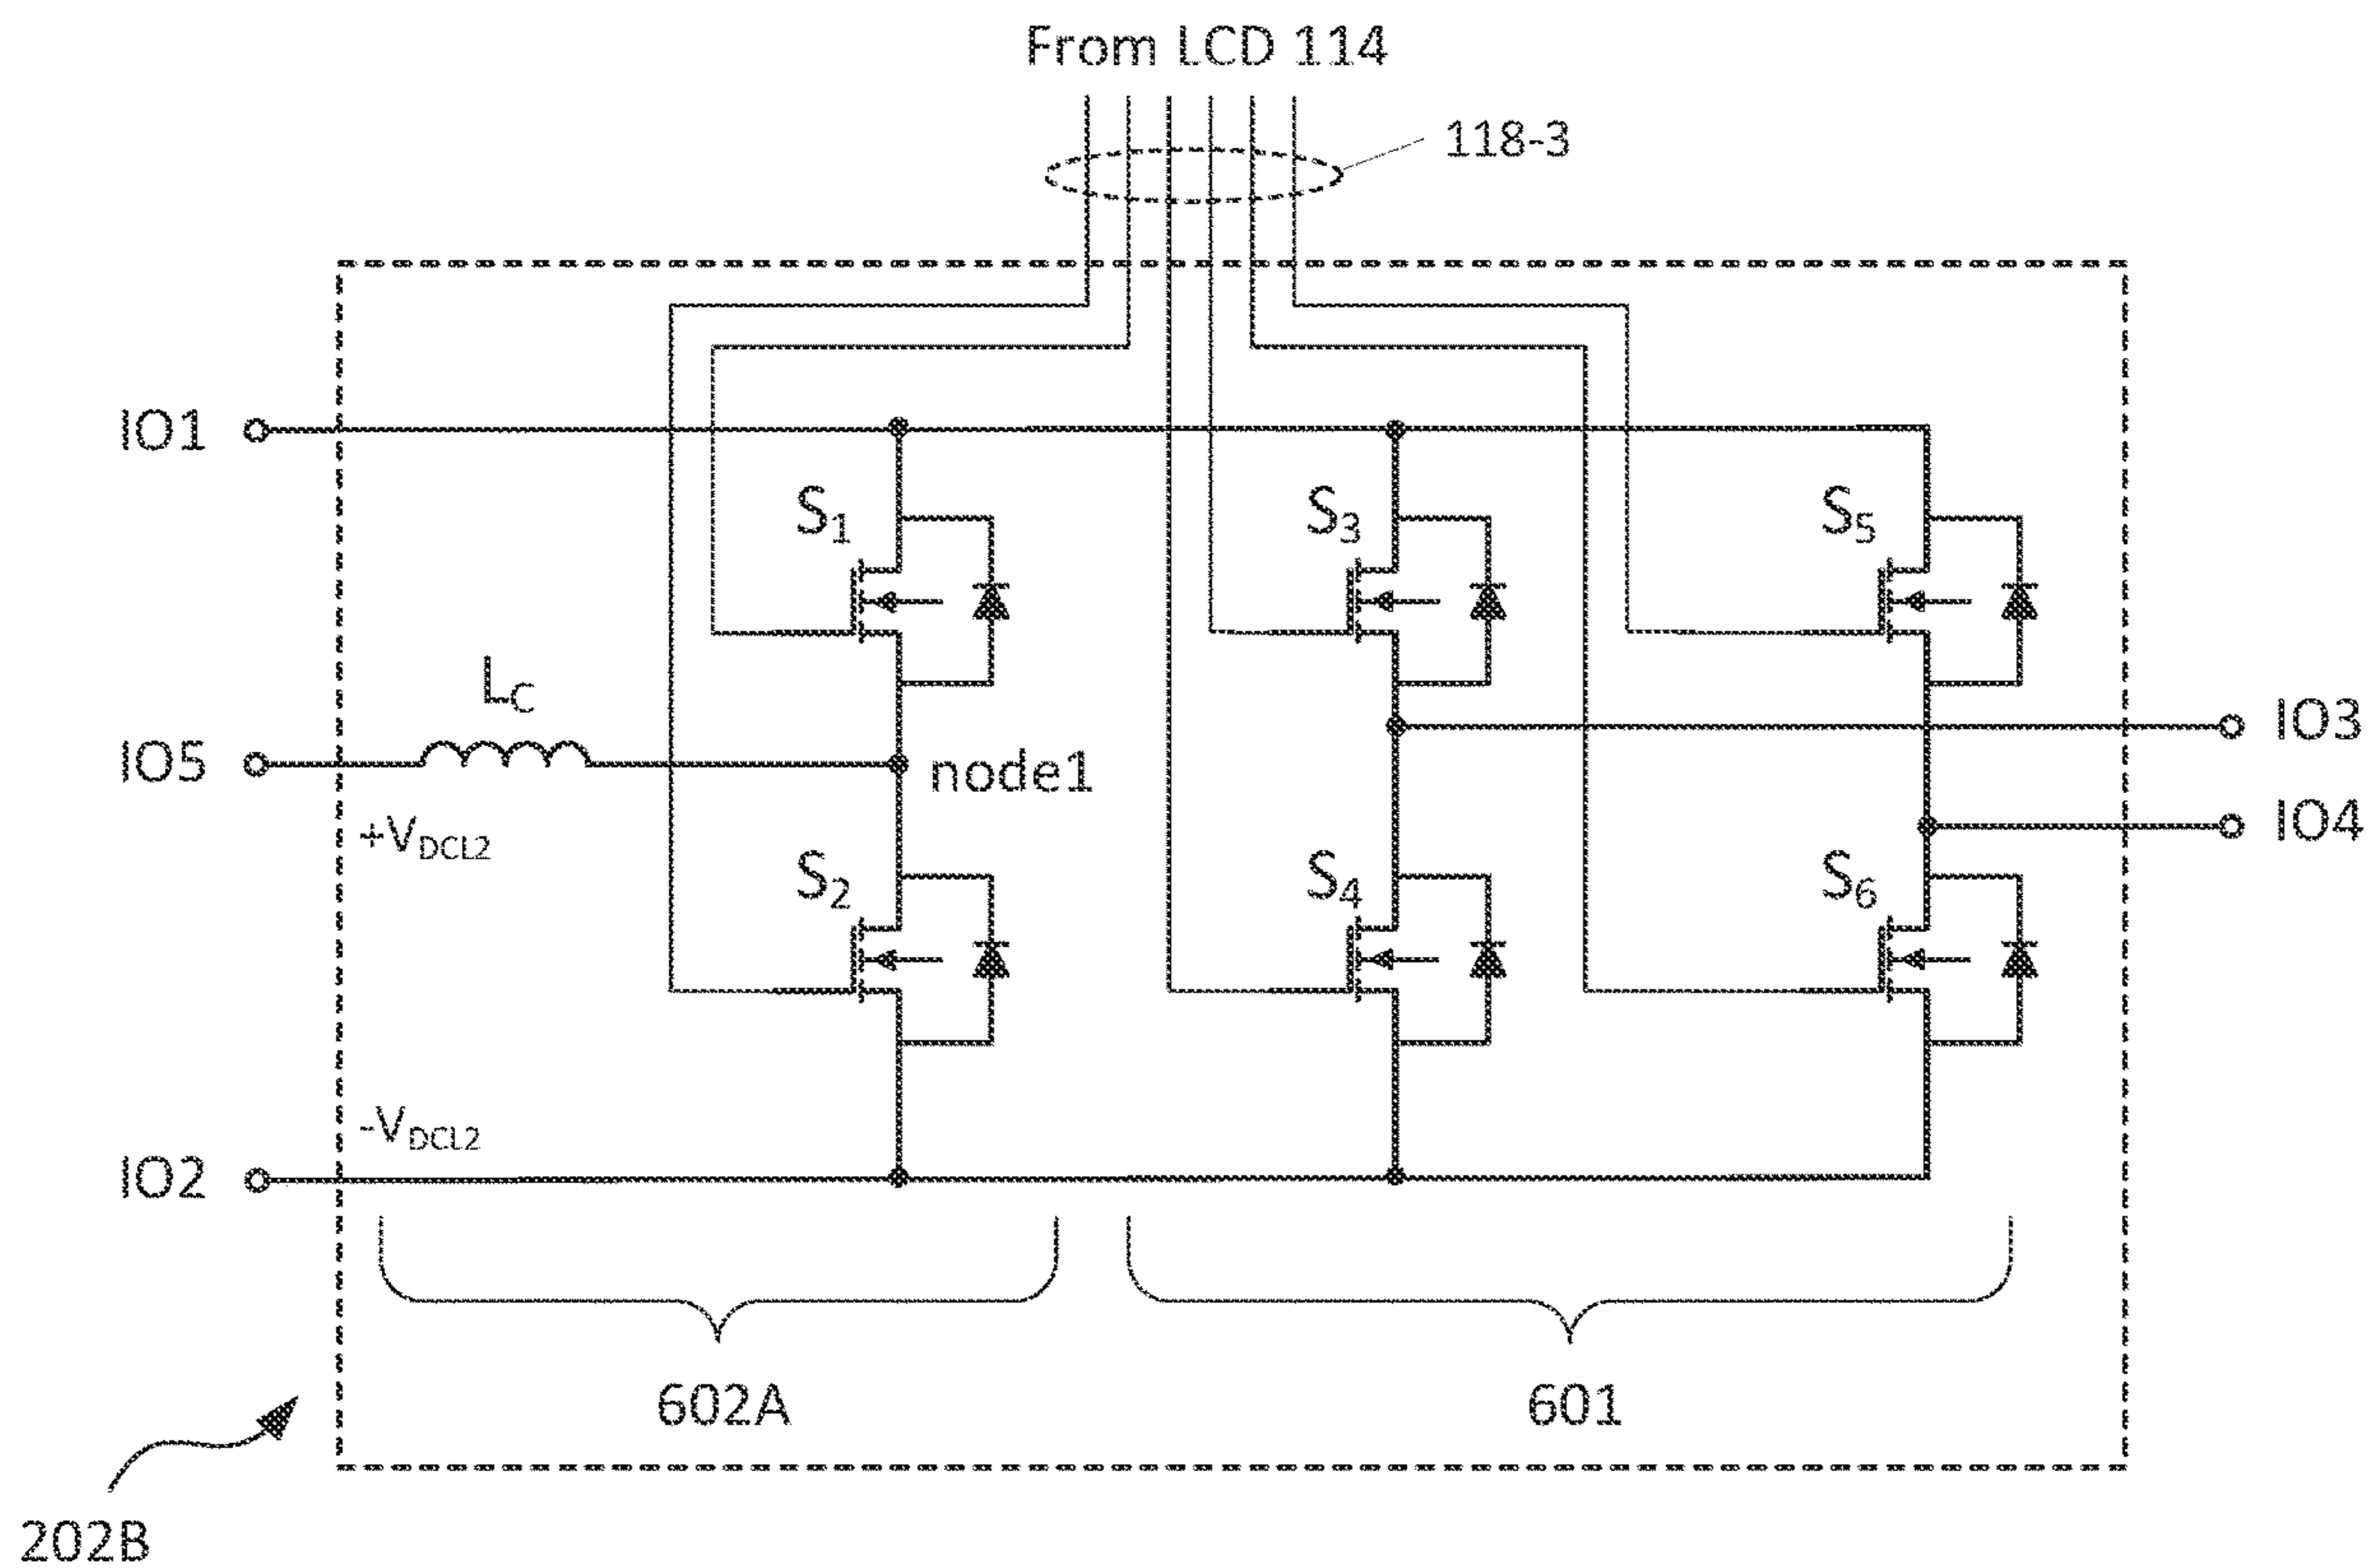 From LCD 114
118-3
IO1
S1
S3
S5
LC
IO3
IO5
node1
IO4
+VDCL2
S2
S4
S6
-VDCL2
IO2
602A
601
202B